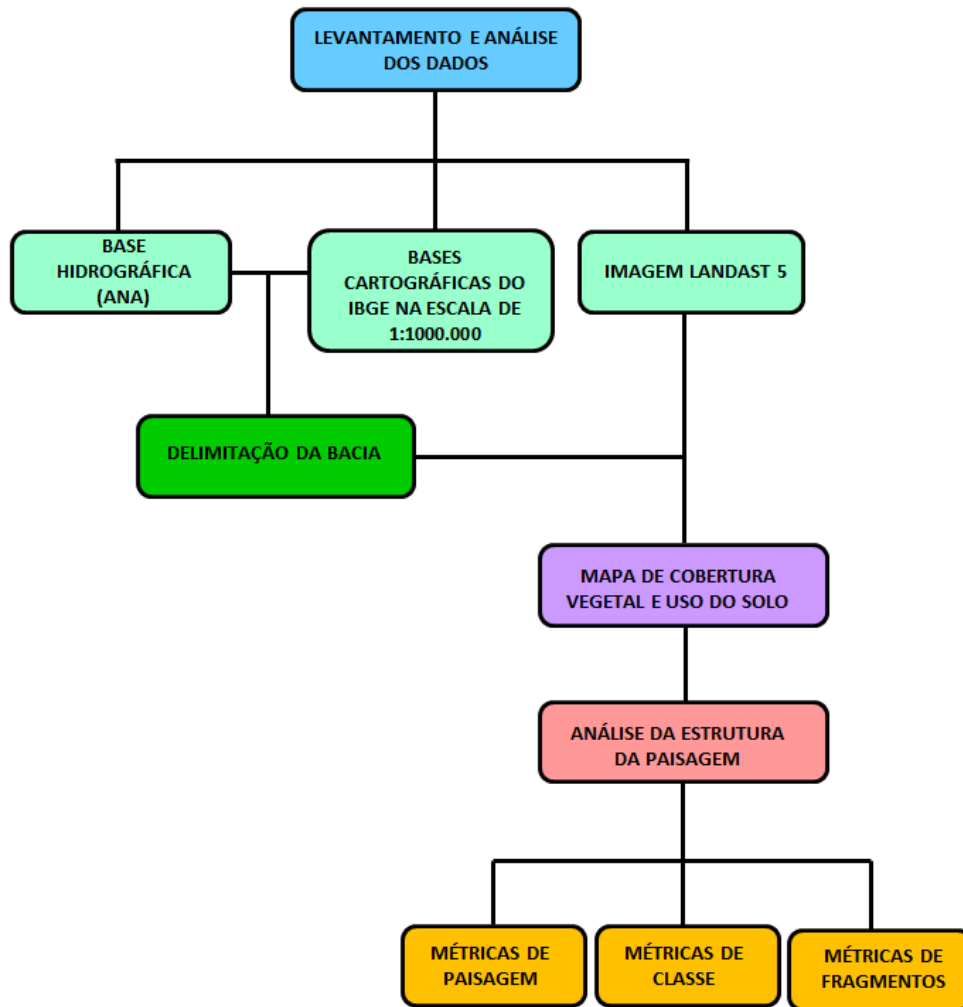 LEVANTAMENTO E ANÁLISE
DOS DADOS
BASE
HIDROGRÁFICA
(ANA)
BASES
CARTOGRÁFICAS DO
IBGE NA ESCALA DE
1:1000.000
IMAGEM LANDAST 5
DELIMITAÇÃO DA BACIA
MAPA DE COBERTURA
VEGETAL E USO DO SOLO
ANÁLISE DA ESTRUTURA
DA PAISAGEM
MÉTRICAS DE
PAISAGEM
MÉTRICAS DE
CLASSE
MÉTRICAS DE
FRAGMENTOS